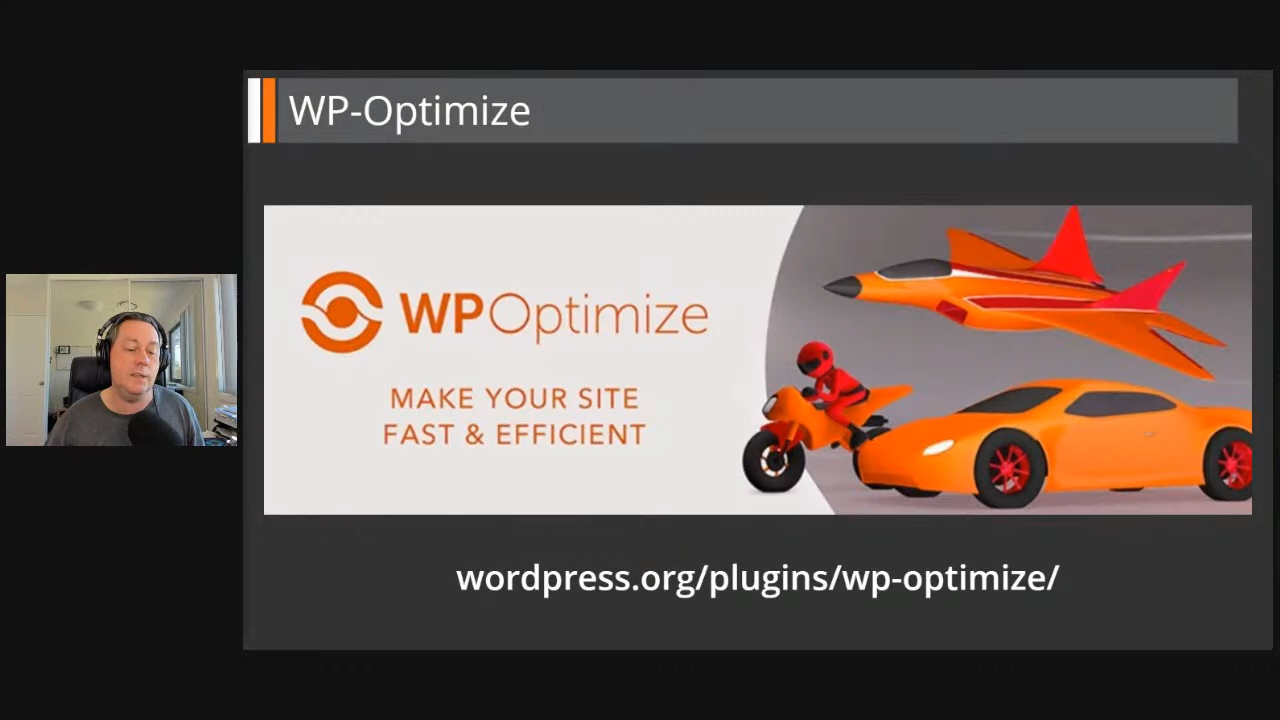 WP-Optimize
WPOptimize
MAKE YOUR SITE
FAST & EFFICIENT
wordpress.org/plugins/wp-optimize/